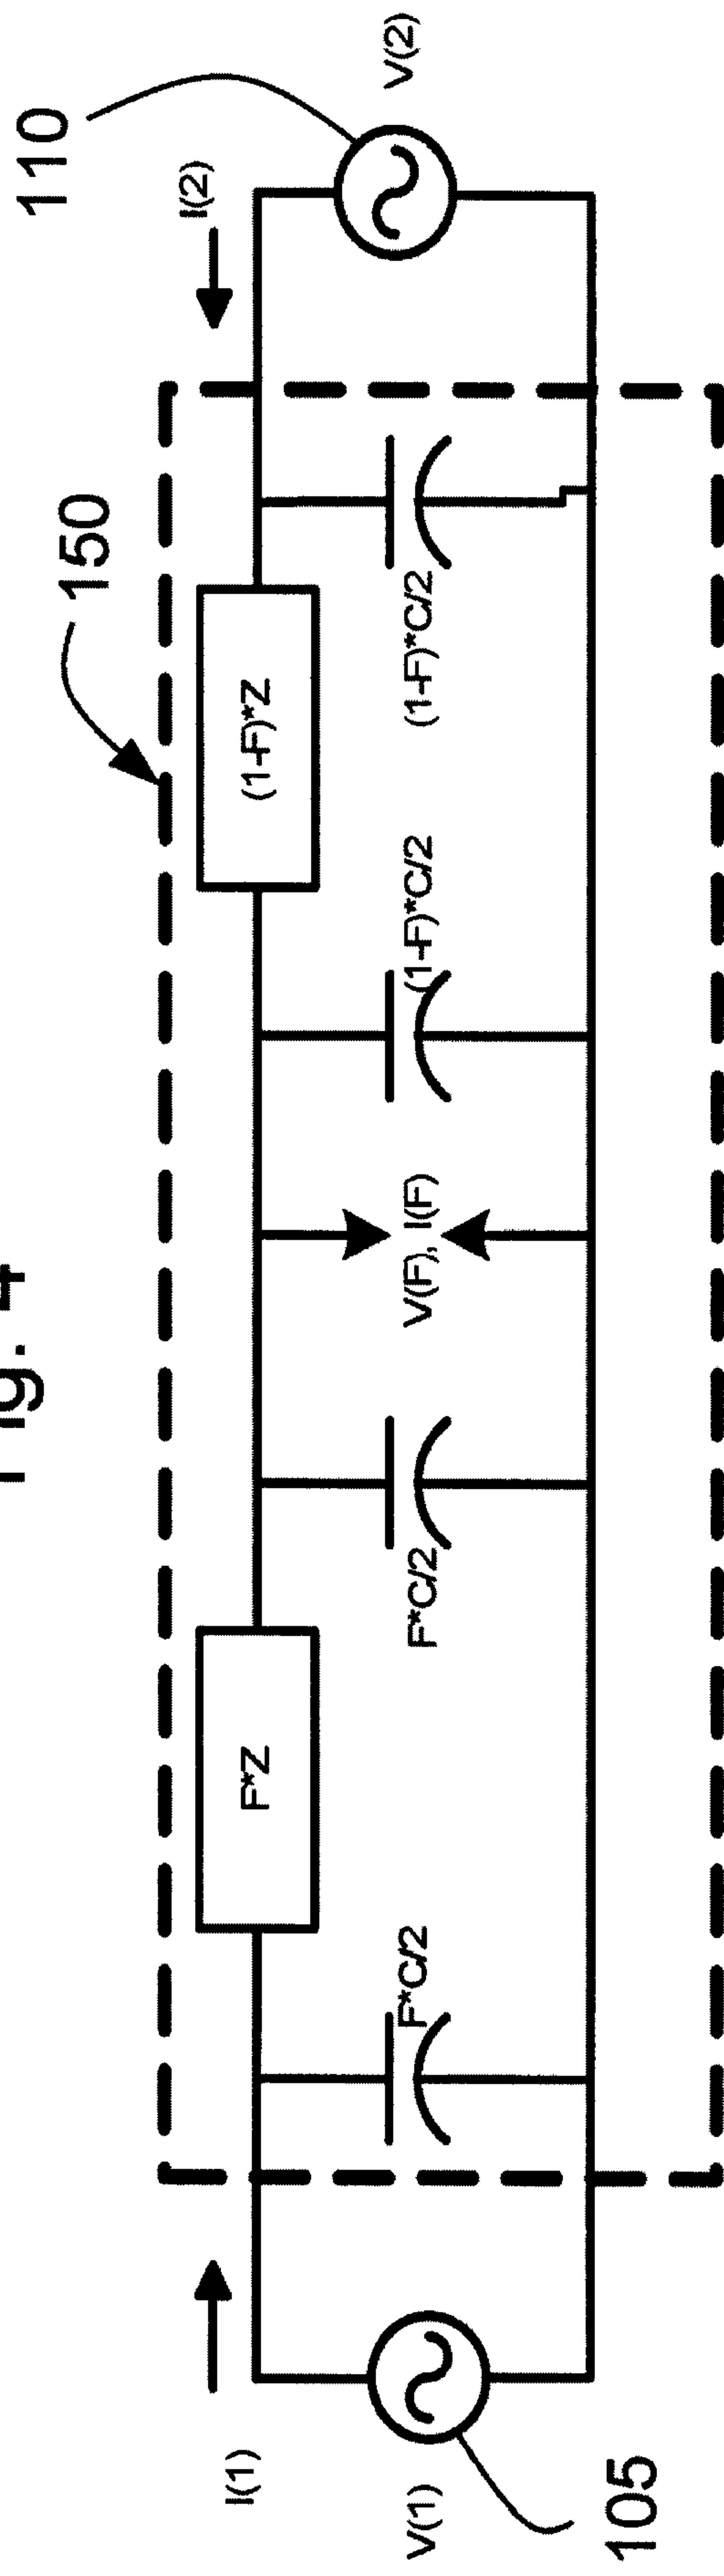 Fig. 4
110
I(2)
V(2)
150
(1-F)*Z
(1-F)*C/2
(1-F)*C/2
V(F), I(F)
F*C/2
F*Z
F*C/2
I(1)
V(1)
105